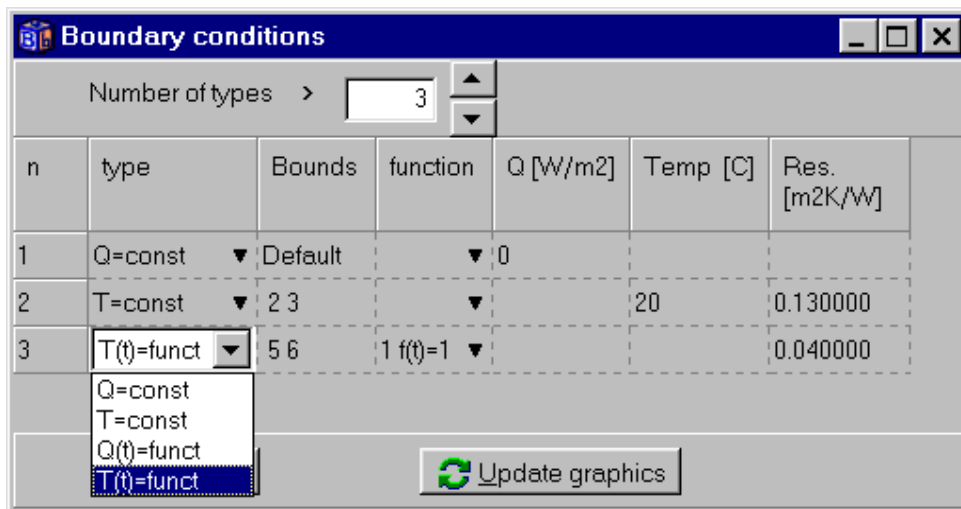 Boundary conditions
Number of types > 3
n type Bounds function Q [W/m2] Temp [C] Res. [m2K/W]
1 Q=const Default 0
2 T=const 2 3 20 0.130000
3 T(t)=funct 5 6 1 f(t)=1 0.040000
Q=const
T=const
Q(t)=funct
T(t)=funct
Update graphics